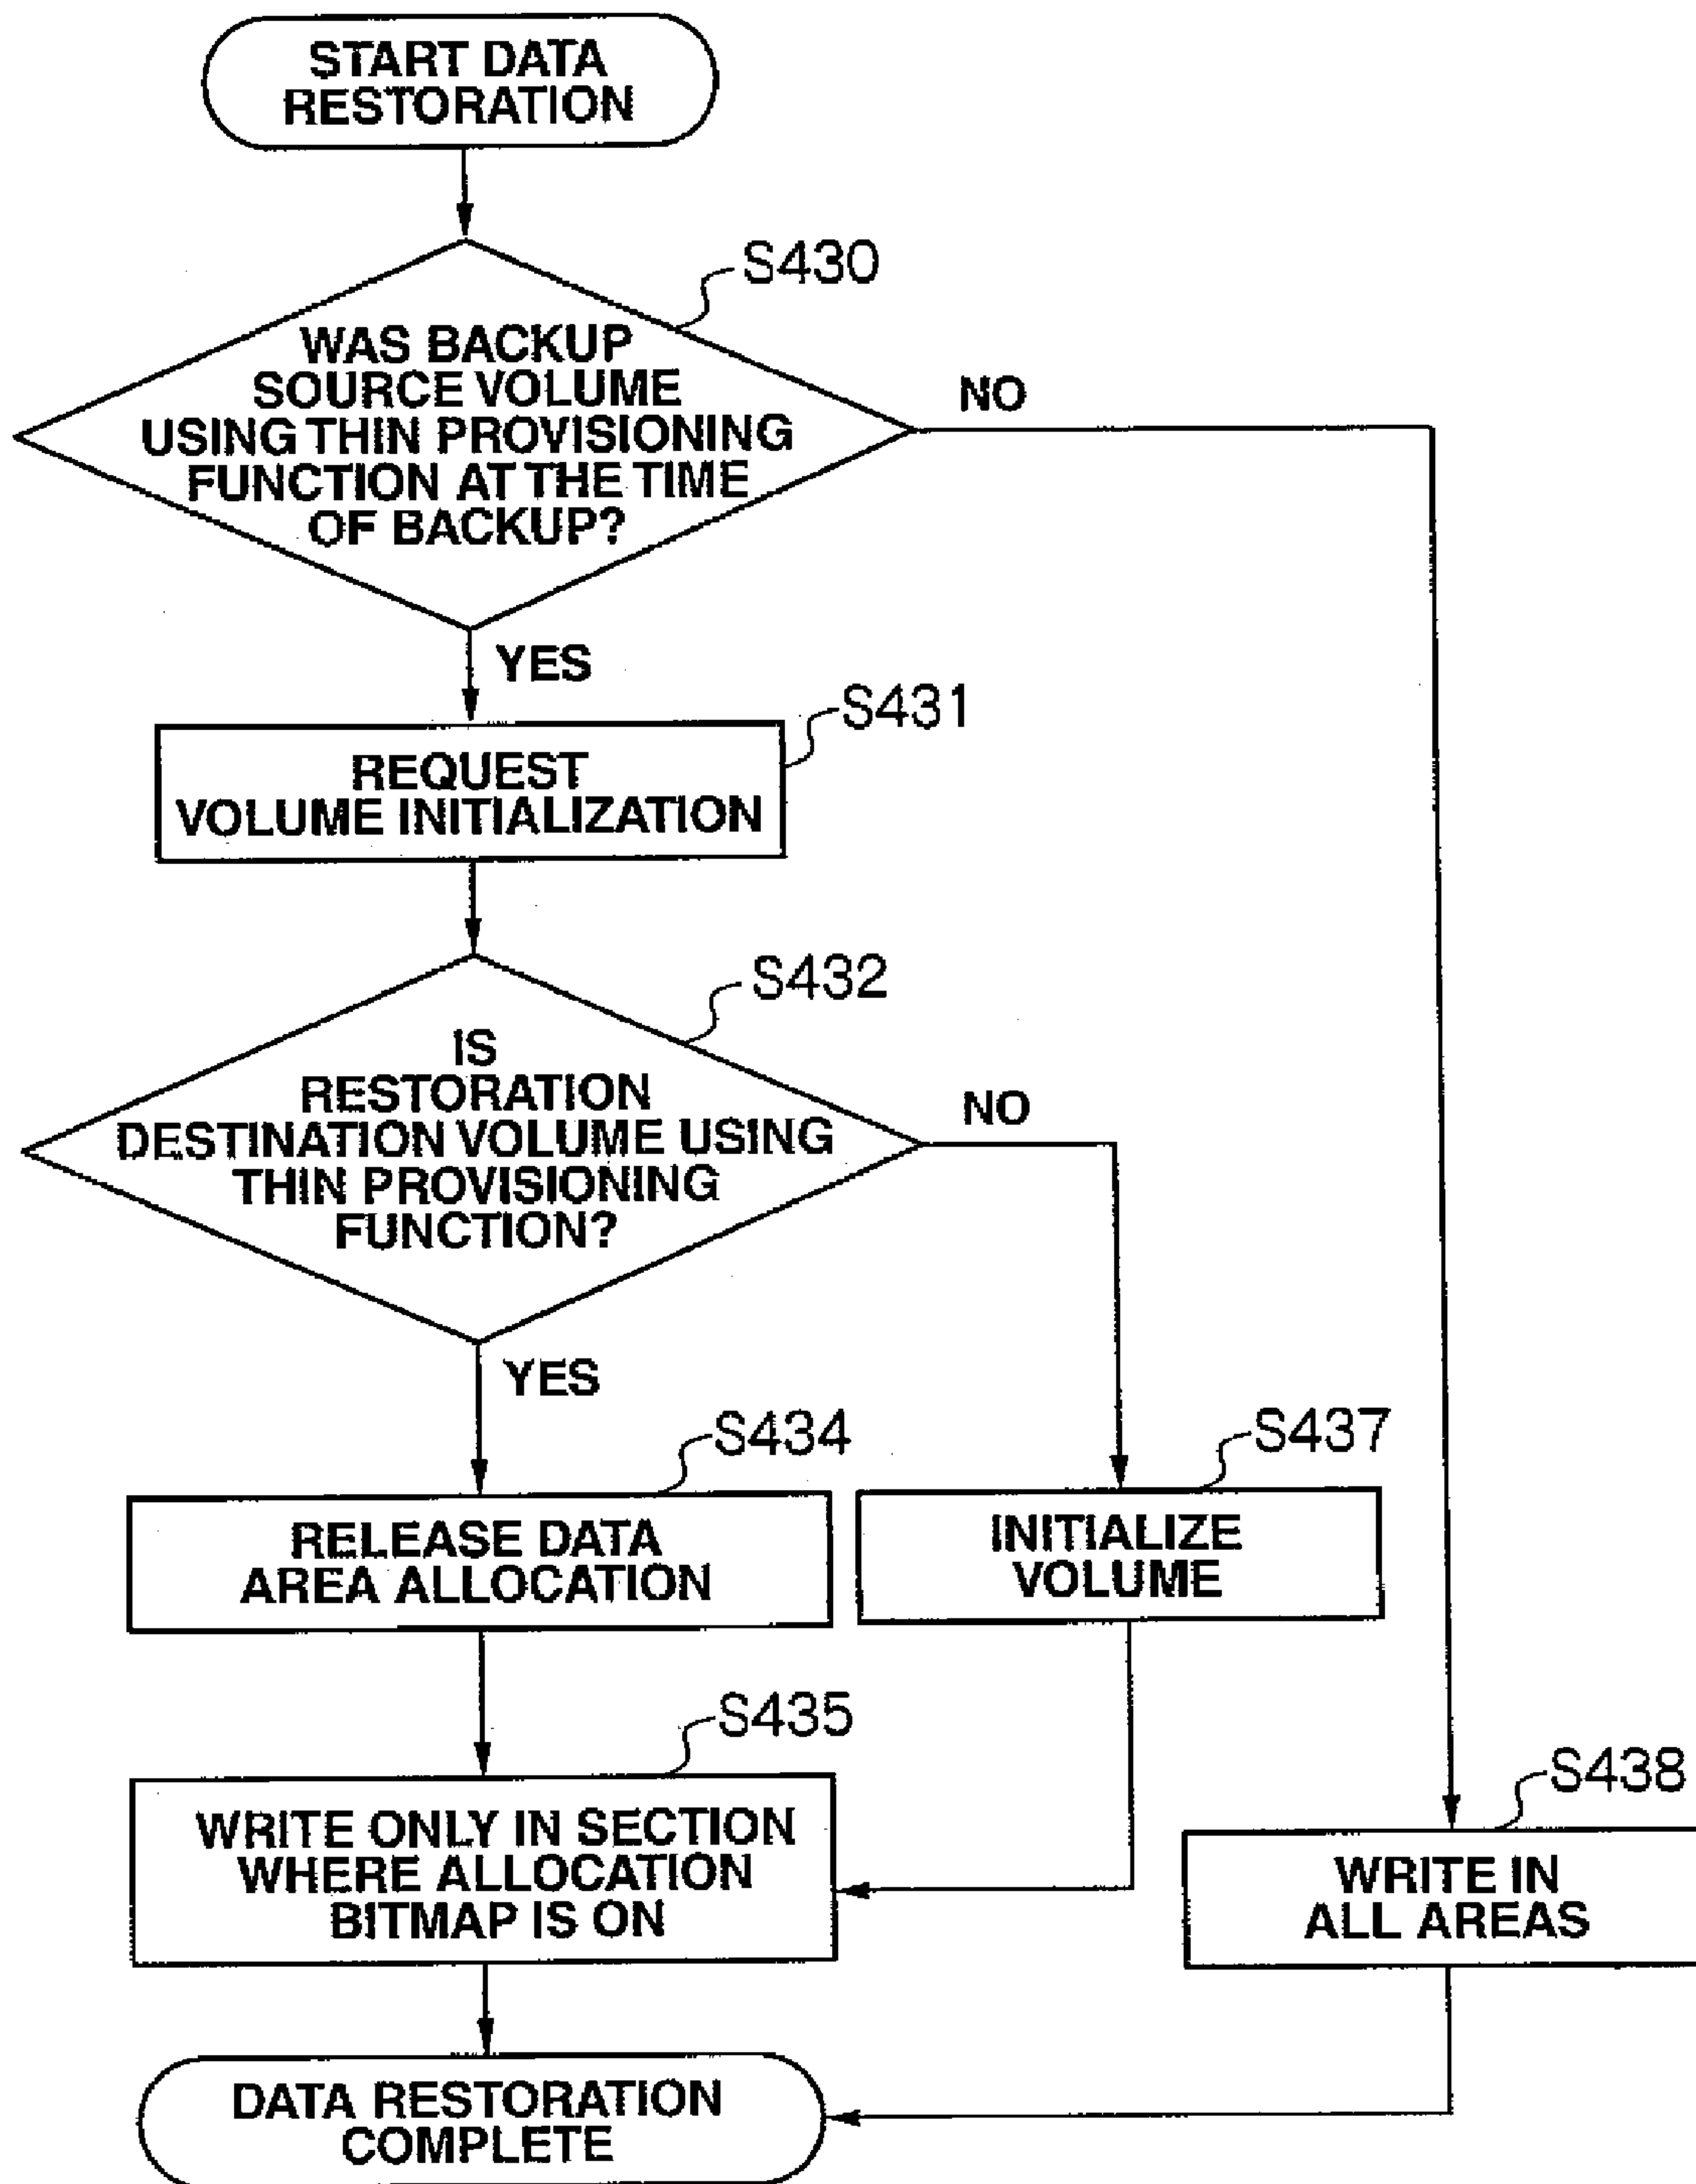 START DATA
RESTORATION
S430
WAS BACKUP
SOURCE VOLUME
USING THIN PROVISIONING
FUNCTION AT THE TIME
OF BACKUP?
NO
YES
S431
REQUEST
VOLUME INITIALIZATION
S432
IS
RESTORATION
DESTINATION VOLUME USING
THIN PROVISIONING
FUNCTION?
NO
YES
S434
RELEASE DATA
AREA ALLOCATION
S437
INITIALIZE
VOLUME
S435
WRITE ONLY IN SECTION
WHERE ALLOCATION
BITMAP IS ON
S438
WRITE IN
ALL AREAS
DATA RESTORATION
COMPLETE